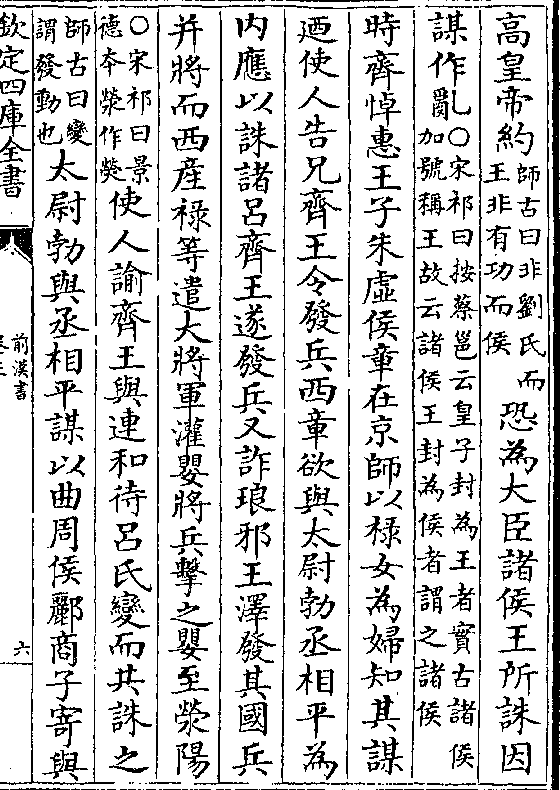 高皇帝約師古曰非劉氏而王非有功而侯恐為大臣諸侯王所誅因
謀作亂○宋祁曰按蔡邕云皇子封為王者實古諸侯加號稱王故云諸侯王封為侯者謂之諸侯
時齊悼惠王子朱虛侯章在京師以祿女為婦知其謀
廼使人告兄齊王令發兵西章欲與太尉勃丞相平為
内應以誅諸呂齊王遂發兵又詐琅邪王澤發其國兵
并將而西產祿等遣大將軍灌嬰將兵擊之嬰至滎陽
○宋祁曰景德本滎作熒使人諭齊王與連和待呂氏變而共誅之
師古曰變謂發動也太尉勃與丞相平謀以曲周侯酈商子寄與
欽定四庫全書
前漢書
卷三
六